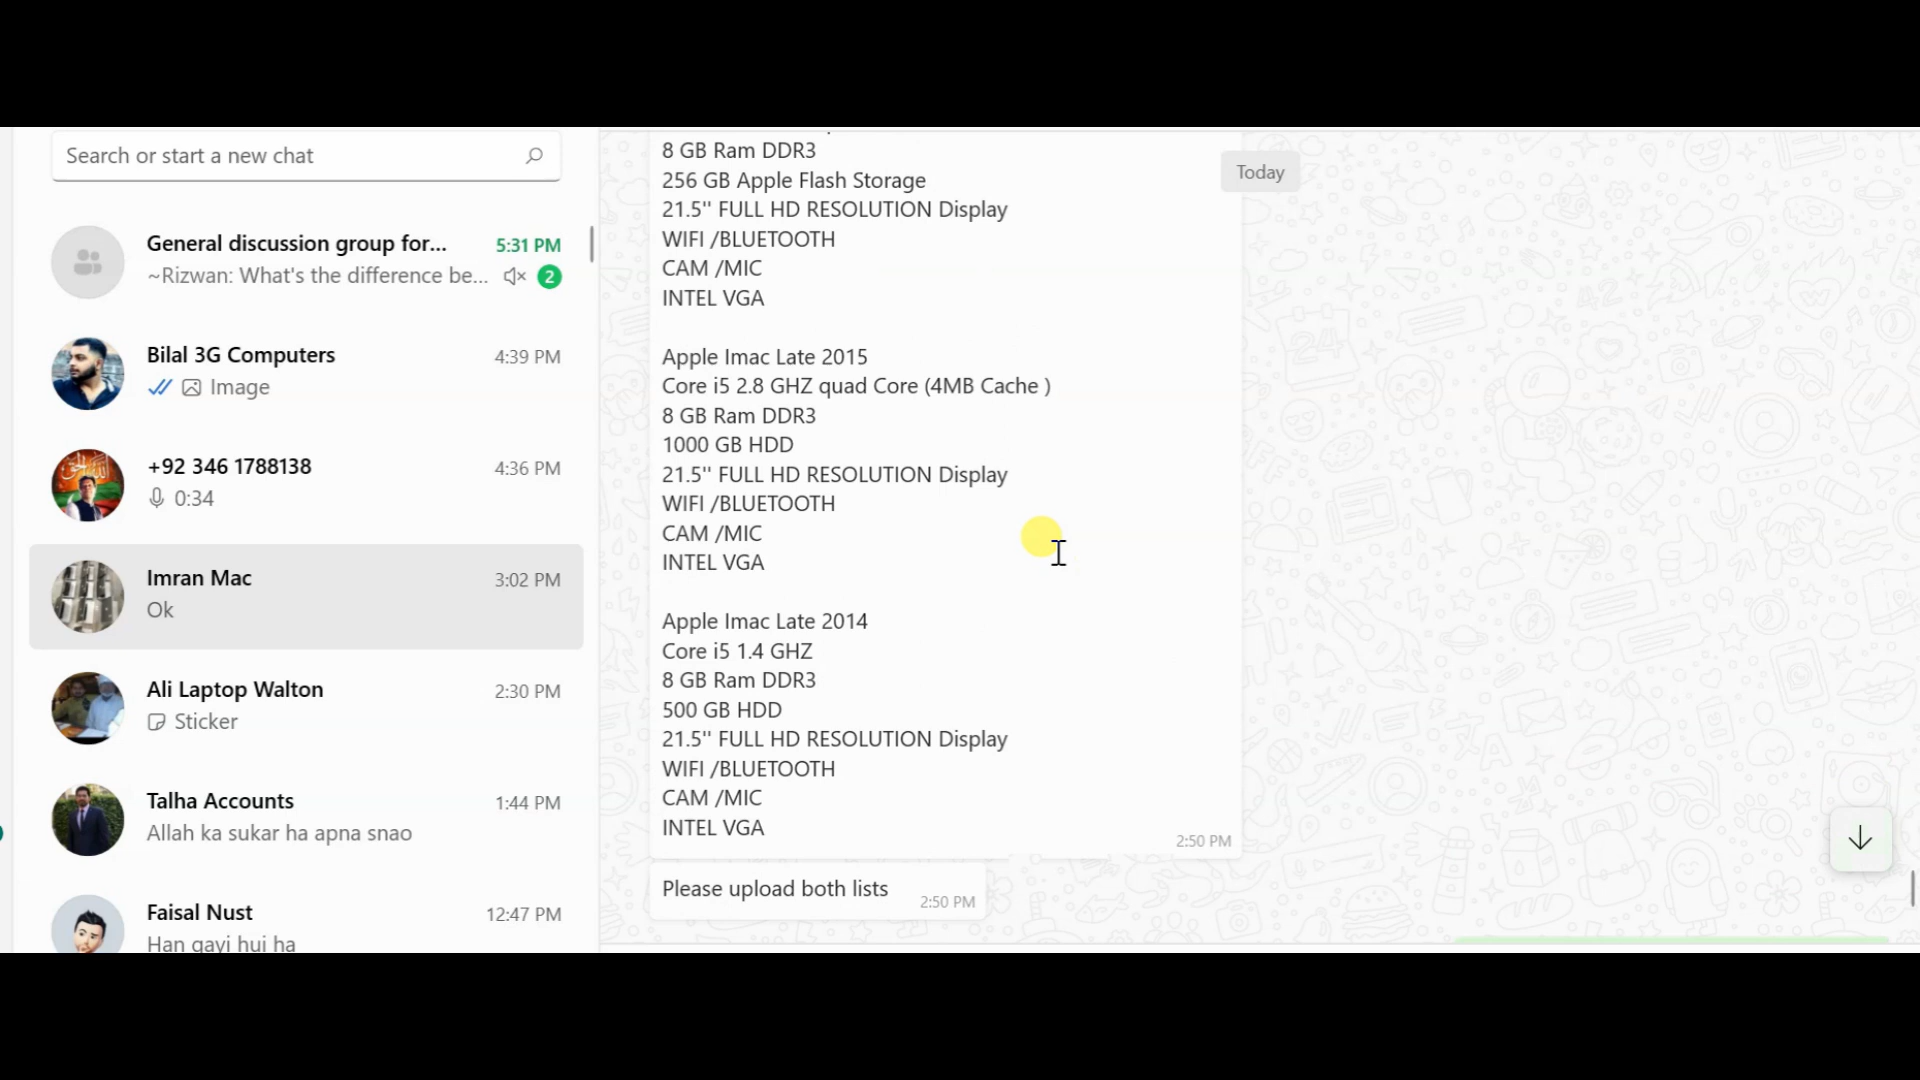 Search or start a new chat
General discussion group for...
5:31 PM
~Rizwan: What's the difference be...
2
Bilal 3G Computers
4:39 PM
Image
+92 346 1788138
4:36 PM
0:34
Imran Mac
3:02 PM
Ok
Ali Laptop Walton
2:30 PM
Sticker
Talha Accounts
1:44 PM
Allah ka sukar ha apna snao
Faisal Nust
12:47 PM
Han gayi hui ha
Today
8 GB Ram DDR3
256 GB Apple Flash Storage
21.5'' FULL HD RESOLUTION Display
WIFI /BLUETOOTH
CAM /MIC
INTEL VGA
Apple Imac Late 2015
Core i5 2.8 GHZ quad Core (4MB Cache )
8 GB Ram DDR3
1000 GB HDD
21.5'' FULL HD RESOLUTION Display
WIFI /BLUETOOTH
CAM /MIC
INTEL VGA
Apple Imac Late 2014
Core i5 1.4 GHZ
8 GB Ram DDR3
500 GB HDD
21.5'' FULL HD RESOLUTION Display
WIFI /BLUETOOTH
CAM /MIC
INTEL VGA
2:50 PM
Please upload both lists
2:50 PM